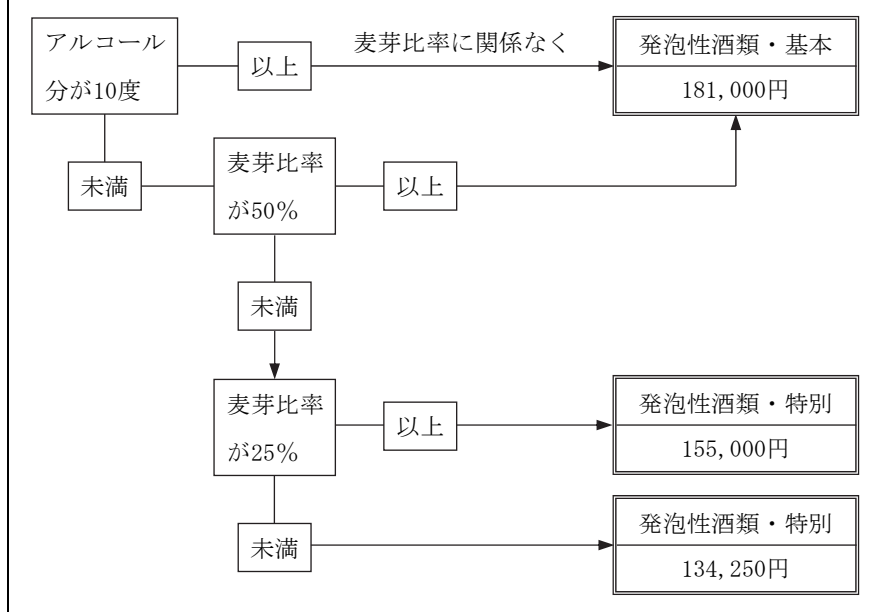 アルコール
分が10度
以上
麦芽比率に関係なく
発泡性酒類・基本
181,000円
未満
麦芽比率
が50%
以上
未満
麦芽比率
が25%
以上
発泡性酒類・特別
155,000円
未満
発泡性酒類・特別
134,250円